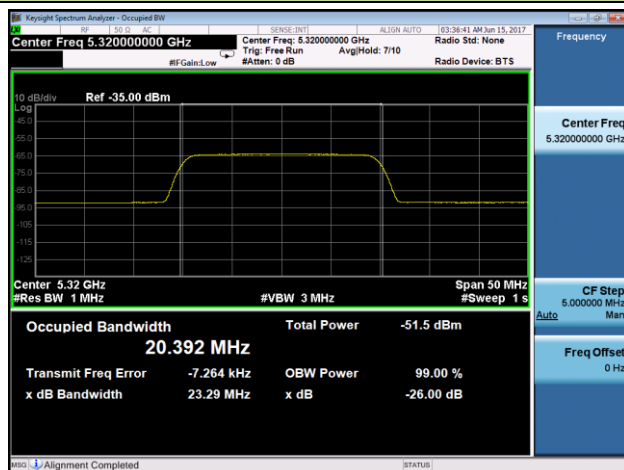 Keysight Spectrum Analyzer - Occupied BW
RF 50 Ω AC SENSE:INT ALIGN AUTO 03:36:41 AM Jun 15, 2017
Center Freq 5.320000000 GHz Center Freq: 5.320000000 GHz Radio Std: None
Trig: Free Run Avg|Hold: 7/10
#IFGain:Low #Atten: 0 dB Radio Device: BTS
Frequency
10 dB/div Ref -35.00 dBm
Log
-45.0
-55.0
-65.0
-75.0
-85.0
-95.0
-105
-115
-125
Center 5.32 GHz Span 50 MHz
#Res BW 1 MHz #VBW 3 MHz #Sweep 1 s
Center Freq
5.320000000 GHz
CF Step
5.000000 MHz
Auto Man
Freq Offset
0 Hz
Occupied Bandwidth Total Power -51.5 dBm
20.392 MHz
Transmit Freq Error -7.264 kHz OBW Power 99.00 %
x dB Bandwidth 23.29 MHz x dB -26.00 dB
MSG Alignment Completed STATUS